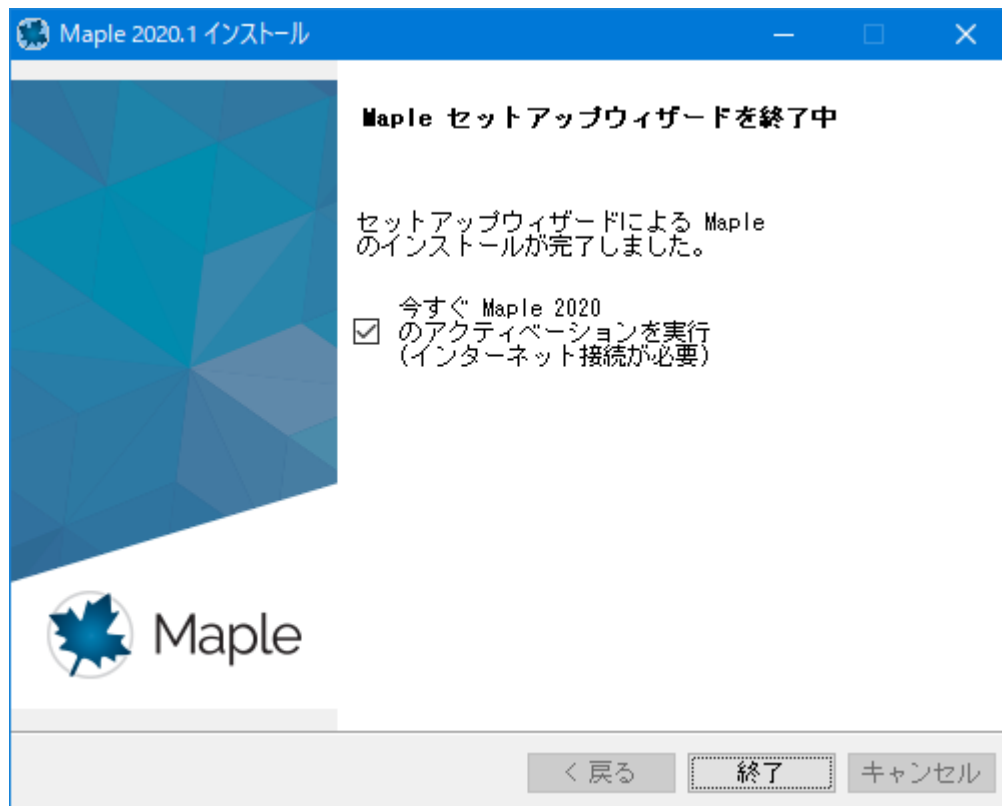 Maple 2020.1 インストール
Maple セットアップウィザードを終了中
セットアップウィザードによる Maple
のインストールが完了しました。
今すぐ Maple 2020
のアクティベーションを実行
(インターネット接続が必要)
Maple
< 戻る
終了
キャンセル